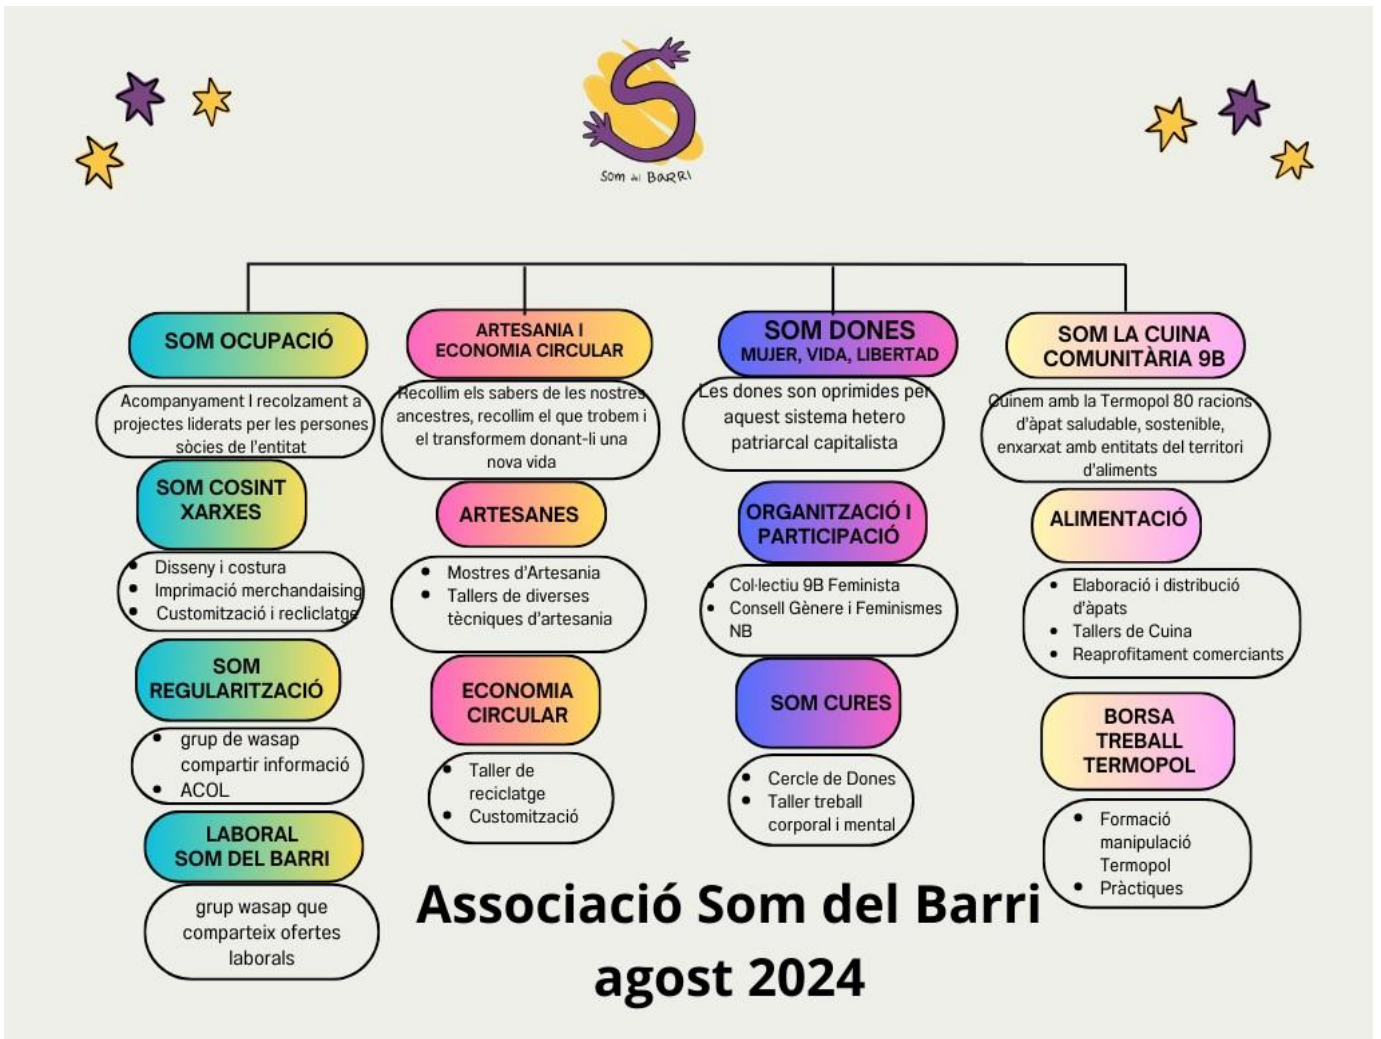 Som del BARRI
SOM OCUPACIÓ
Acompanyament I recolzament a
projectes liderats per les persones
sòcies de l'entitat
SOM COSINT
XARXES
• Disseny i costura
• Imprimació merchandaising
• Customització i recliclatge
SOM
REGULARITZACIÓ
• grup de wasap
compartir informació
• ACOL
LABORAL
SOM DEL BARRI
grup wasap que
comparteix ofertes
laborals
ARTESANIA I
ECONOMIA CIRCULAR
Recollim els sabers de les nostres
ancestres, recollim el que trobem i
el transformem donant-li una
nova vida
ARTESANES
• Mostres d'Artesania
• Tallers de diverses
tècniques d'artesania
ECONOMIA
CIRCULAR
• Taller de
reciclatge
• Customització
SOM DONES
MUJER, VIDA, LIBERTAD
Les dones son oprimides per
aquest sistema hetero
patriarcal capitalista
ORGANITZACIÓ I
PARTICIPACIÓ
• Col·lectiu 9B Feminista
• Consell Gènere i Feminismes
NB
SOM CURES
• Cercle de Dones
• Taller treball
corporal i mental
SOM LA CUINA
COMUNITÀRIA 9B
Cuinem amb la Termopol 80 racions
d'àpat saludable, sostenible,
enxarxat amb entitats del territori
d'aliments
ALIMENTACIÓ
• Elaboració i distribució
d'àpats
• Tallers de Cuina
• Reaprofitament comerciants
BORSA
TREBALL
TERMOPOL
• Formació
manipulació
Termopol
• Pràctiques
Associació Som del Barri
agost 2024